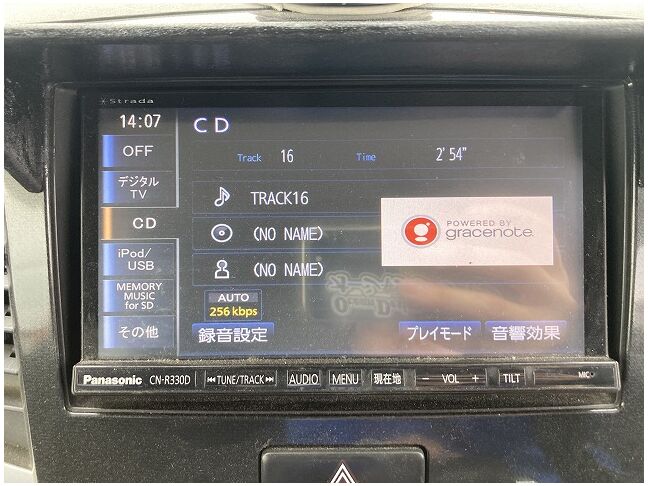 Strada
14:07
CD
OFF
Track 16 Time 2'54"
デジタル
TV
TRACK16
CD
POWERED BY
gracenote.
(NO NAME)
iPod/
USB
(NO NAME)
MEMORY
MUSIC
for SD
AUTO
256 kbps
その他
録音設定
プレイモード
音響効果
Panasonic CN-R330D TUNE/TRACK AUDIO MENU 現在地 − VOL + TILT MIC